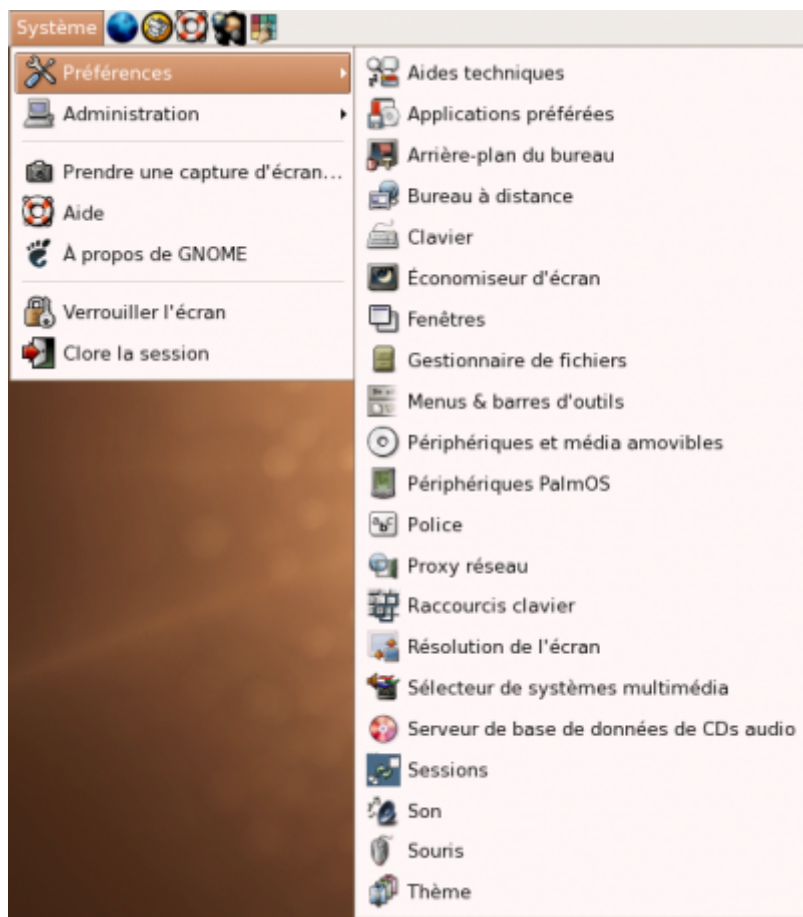 Système
Préférences
Administration
Prendre une capture d'écran...
Aide
À propos de GNOME
Verrouiller l'écran
Clore la session
Aides techniques
Applications préférées
Arrière-plan du bureau
Bureau à distance
Clavier
Économiseur d'écran
Fenêtres
Gestionnaire de fichiers
Menus & barres d'outils
Périphériques et média amovibles
Périphériques PalmOS
Police
Proxy réseau
Raccourcis clavier
Résolution de l'écran
Sélecteur de systèmes multimédia
Serveur de base de données de CDs audio
Sessions
Son
Souris
Thème